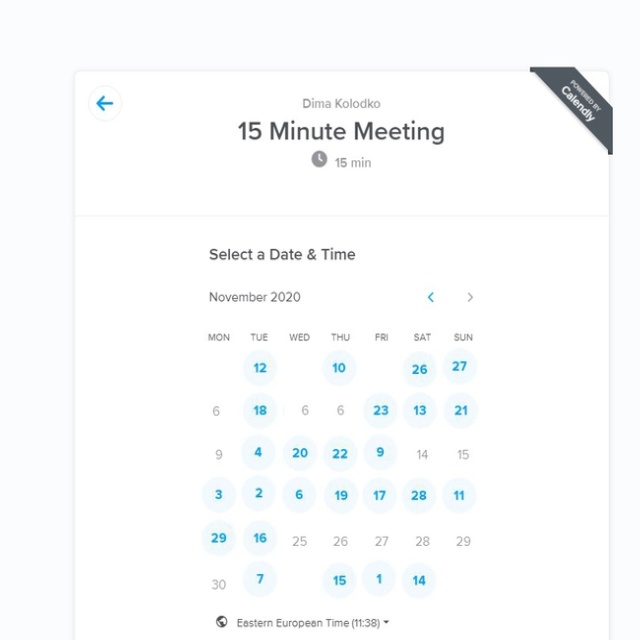 POWERED BY
Calendly
Dima Kolodko
15 Minute Meeting
15 min
Select a Date & Time
November 2020
MON TUE WED THU FRI SAT SUN
12 10 26 27
6 18 6 6 23 13 21
9 4 20 22 9 14 15
3 2 6 19 17 28 11
29 16 25 26 27 28 29
30 7 15 1 14
Eastern European Time (11:38)